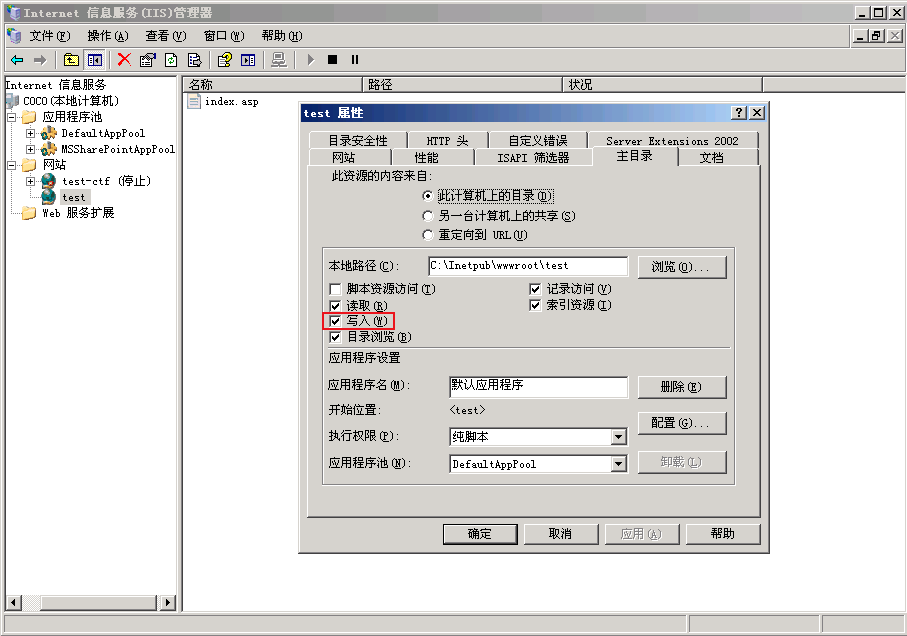 Internet 信息服务(IIS)管理器
文件(F) 操作(A) 查看(V) 窗口(W) 帮助(H)
Internet 信息服务
COCO(本地计算机)
应用程序池
DefaultAppPool
MSSharePointAppPool
网站
test-ctf (停止)
test
Web 服务扩展
名称 路径 状况
index.asp
test 属性
目录安全性 HTTP 头 自定义错误 Server Extensions 2002
网站 性能 ISAPI 筛选器 主目录 文档
此资源的内容来自:
此计算机上的目录(D)
另一台计算机上的共享(S)
重定向到 URL(U)
本地路径(C): C:\Inetpub\wwwroot\test 浏览(O)...
脚本资源访问(T) 记录访问(V)
读取(R) 索引资源(I)
写入(W)
目录浏览(B)
应用程序设置
应用程序名(M): 默认应用程序 删除(E)
开始位置: <test>
配置(G)...
执行权限(P): 纯脚本
应用程序池(N): DefaultAppPool 卸载(L)
确定 取消 应用(A) 帮助